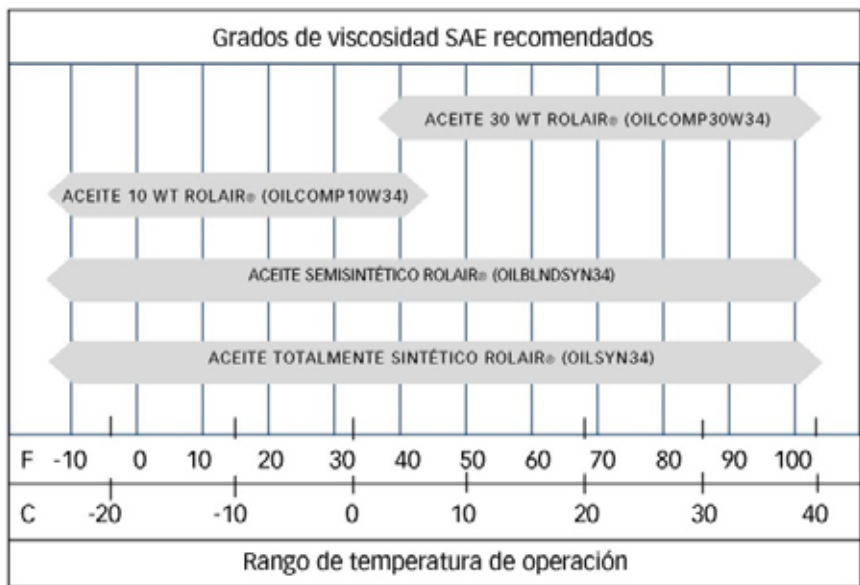 Grados de viscosidad SAE recomendados
ACEITE 30 WT ROLAIR® (OILCOMP30W34)
ACEITE 10 WT ROLAIR® (OILCOMP10W34)
ACEITE SEMISINTÉTICO ROLAIR® (OILBLNDSYN34)
ACEITE TOTALMENTE SINTÉTICO ROLAIR® (OILSYN34)
F -10 0 10 20 30 40 50 60 70 80 90 100
C -20 -10 0 10 20 30 40
Rango de temperatura de operación